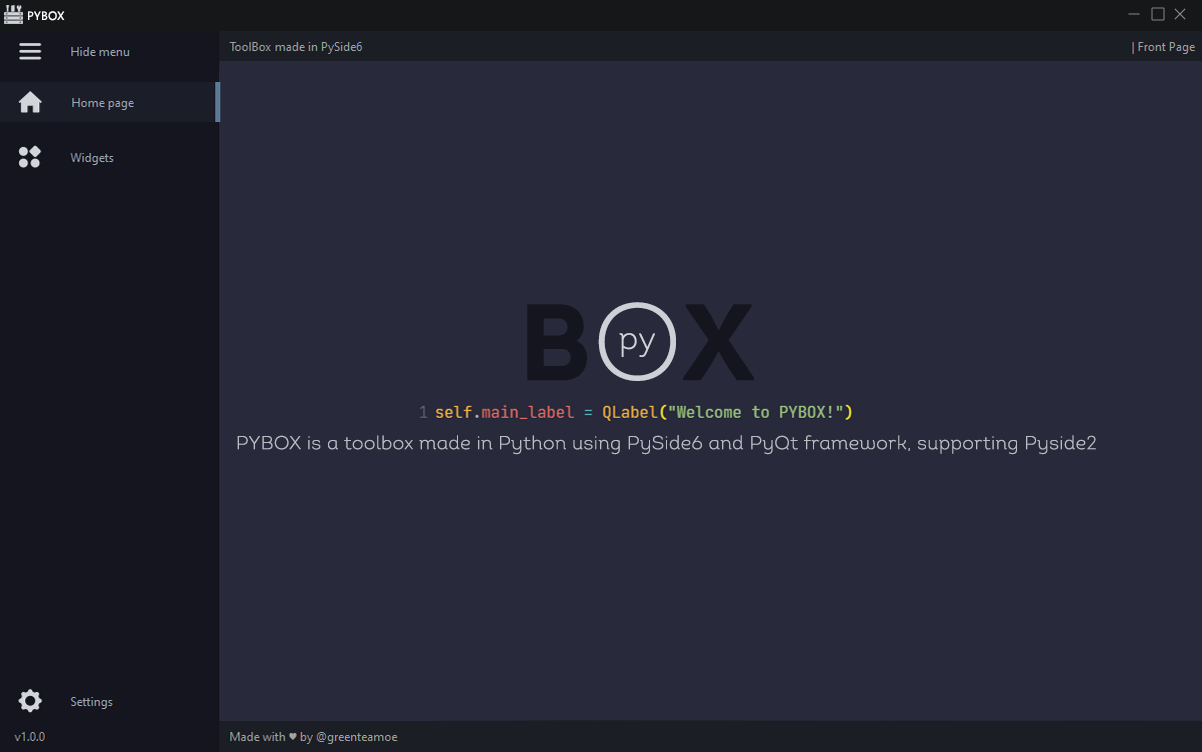 PYBOX
Hide menu
ToolBox made in PySide6
| Front Page
Home page
Widgets
B py X
1 self.main_label = QLabel("Welcome to PYBOX!")
PYBOX is a toolbox made in Python using PySide6 and PyQt framework, supporting Pyside2
Settings
v1.0.0
Made with ♥ by @greenteamoe